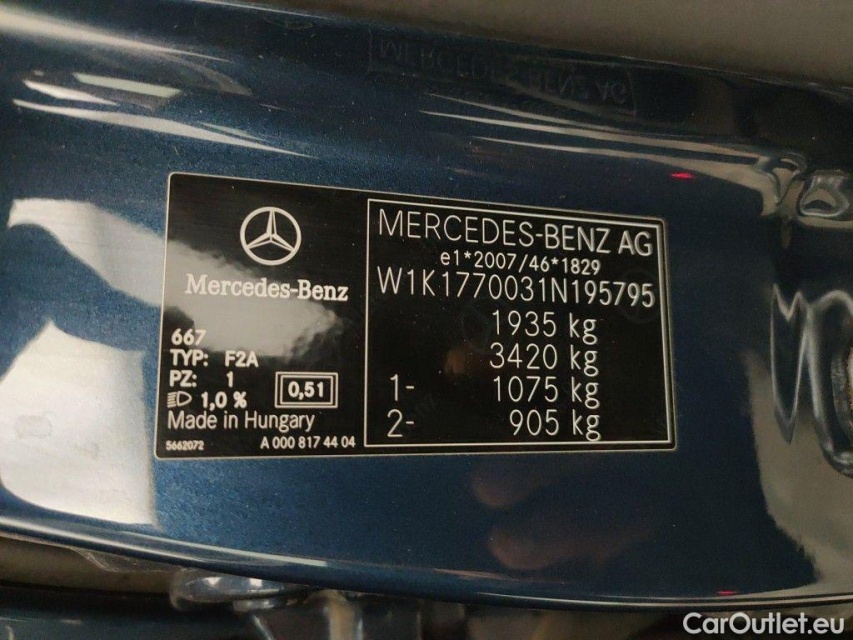 Mercedes-Benz
667
TYP: F2A
PZ: 1
1,0 %
0,51
Made in Hungary
5662072
A 000 817 44 04
MERCEDES-BENZ AG
e1*2007/46*1829
W1K1770031N195795
1935 kg
3420 kg
1- 1075 kg
2- 905 kg
CarOutlet.eu